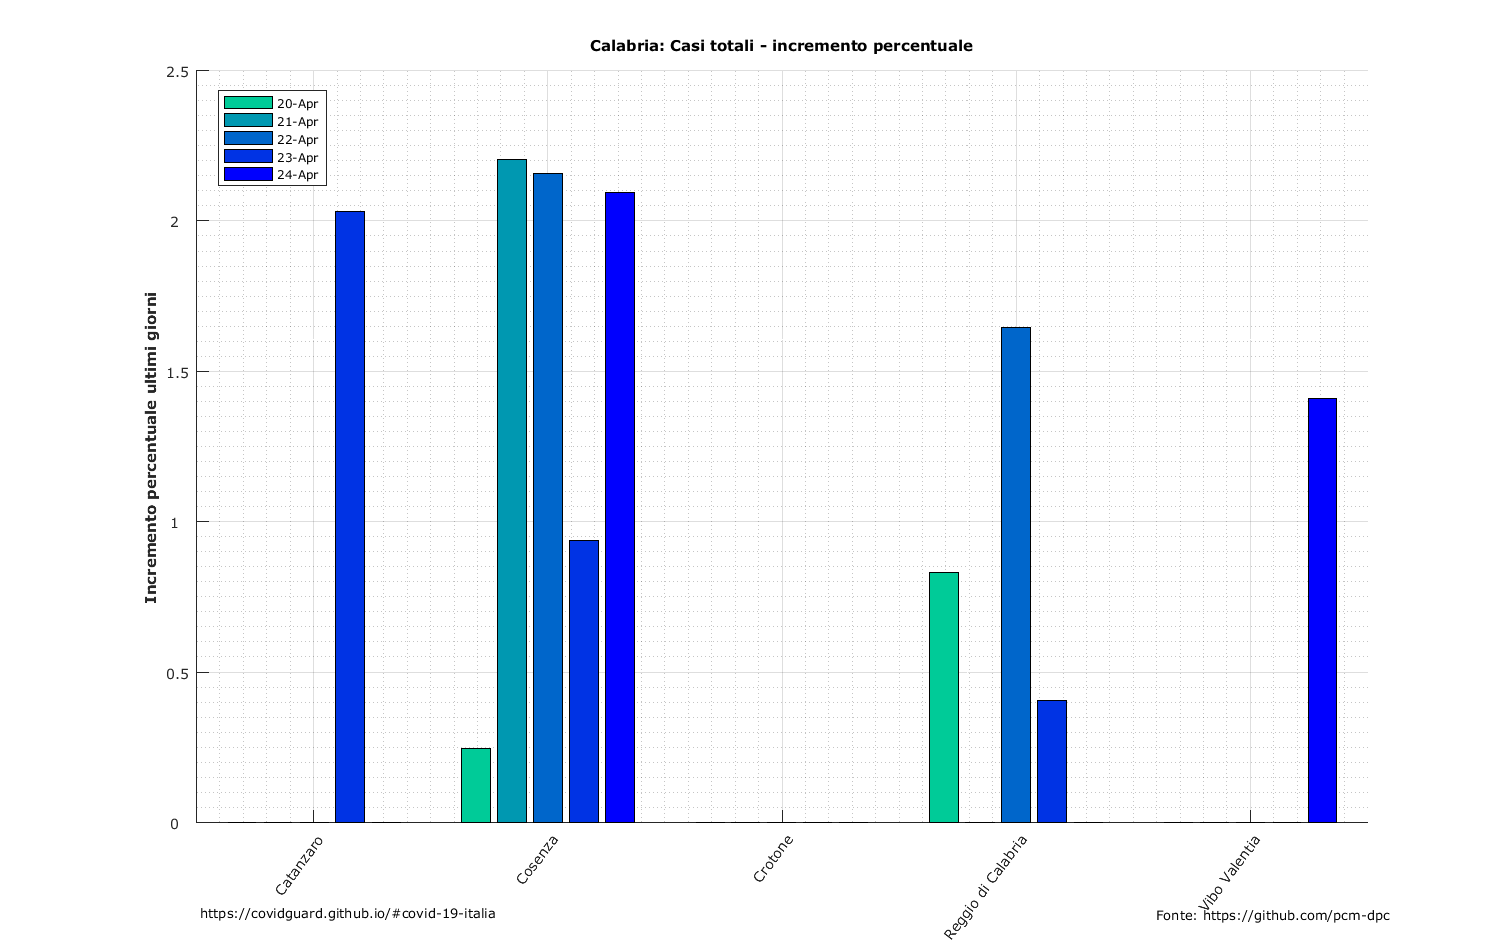 Calabria: Casi totali - incremento percentuale
2.5
2
1.5
1
0.5
0
Incremento percentuale ultimi giorni
20-Apr
21-Apr
22-Apr
23-Apr
24-Apr
Catanzaro
Cosenza
Crotone
Reggio di Calabria
Vibo Valentia
https://covidguard.github.io/#covid-19-italia
Fonte: https://github.com/pcm-dpc